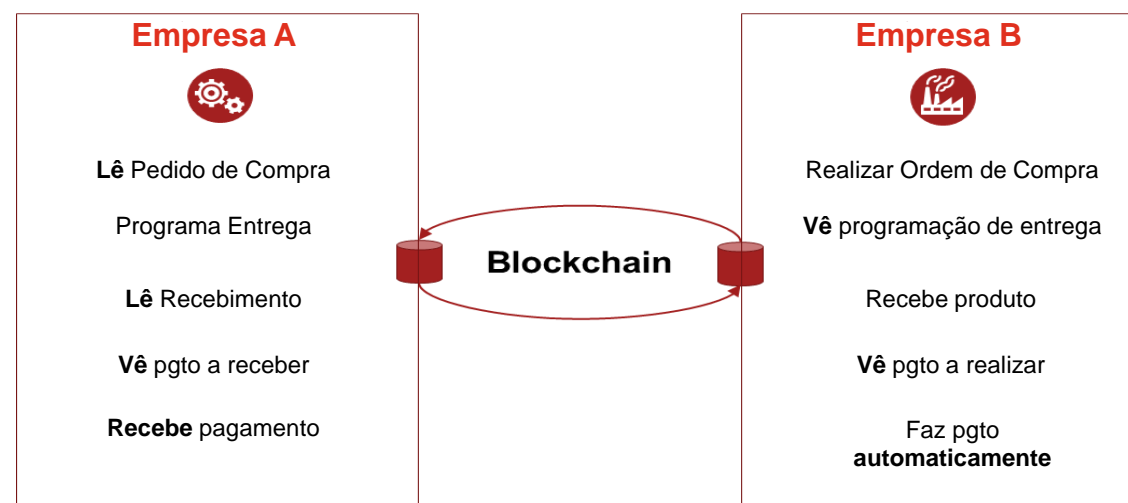 Empresa A
Lê Pedido de Compra
Programa Entrega
Lê Recebimento
Vê pgto a receber
Recebe pagamento
Blockchain
Empresa B
Realizar Ordem de Compra
Vê programação de entrega
Recebe produto
Vê pgto a realizar
Faz pgto
automaticamente